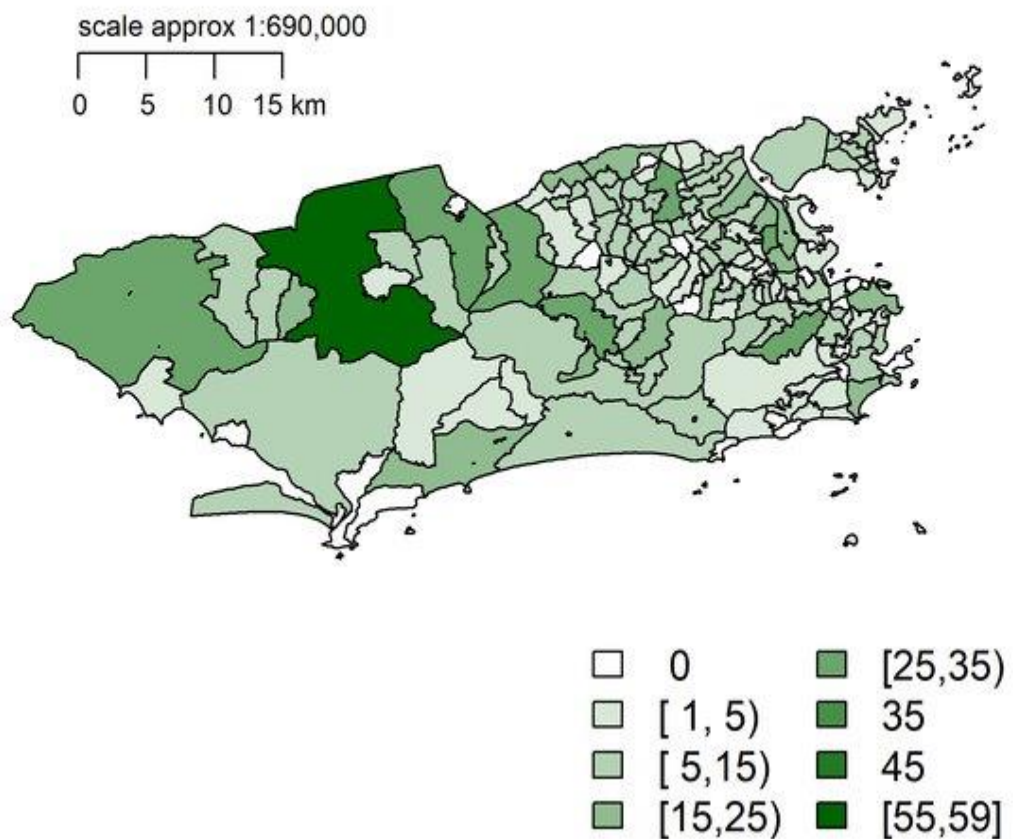 scale approx 1:690,000
0 5 10 15 km
0
[ 1, 5)
[ 5,15)
[15,25)
[25,35)
35
45
[55,59]